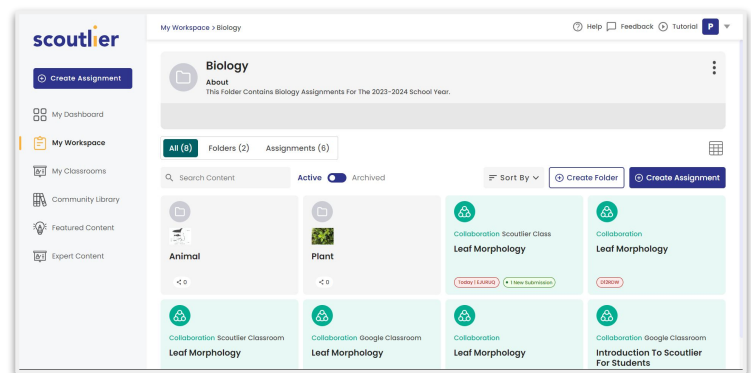 scoutlier
Create Assignment
My Dashboard
My Workspace
My Classrooms
Community Library
Featured Content
Expert Content
My Workspace > Biology
Help Feedback Tutorial P
Biology
About
This Folder Contains Biology Assignments For The 2023-2024 School Year.
All (8) Folders (2) Assignments (6)
Search Content Active Archived Sort By Create Folder Create Assignment
Animal
0
Plant
0
Collaboration Scoutlier Class
Leaf Morphology
Today | EJURUQ 1 New Submission
Collaboration
Leaf Morphology
Collaboration Scoutlier Classroom
Leaf Morphology
Collaboration Google Classroom
Leaf Morphology
Collaboration
Leaf Morphology
Collaboration Google Classroom
Introduction To Scoutlier
For Students